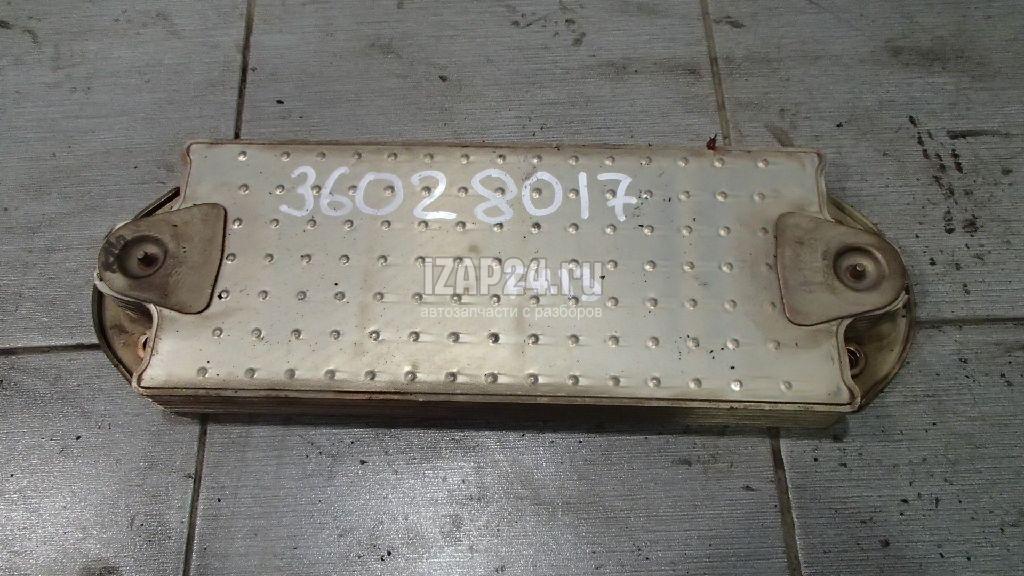 36028017
IZAP24.ru
автозапчасти с разборов